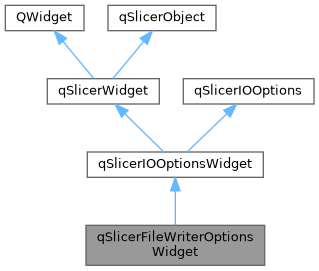 QWidget
qSlicerObject
qSlicerWidget
qSlicerIOOptions
qSlicerIOOptionsWidget
qSlicerFileWriterOptions
Widget